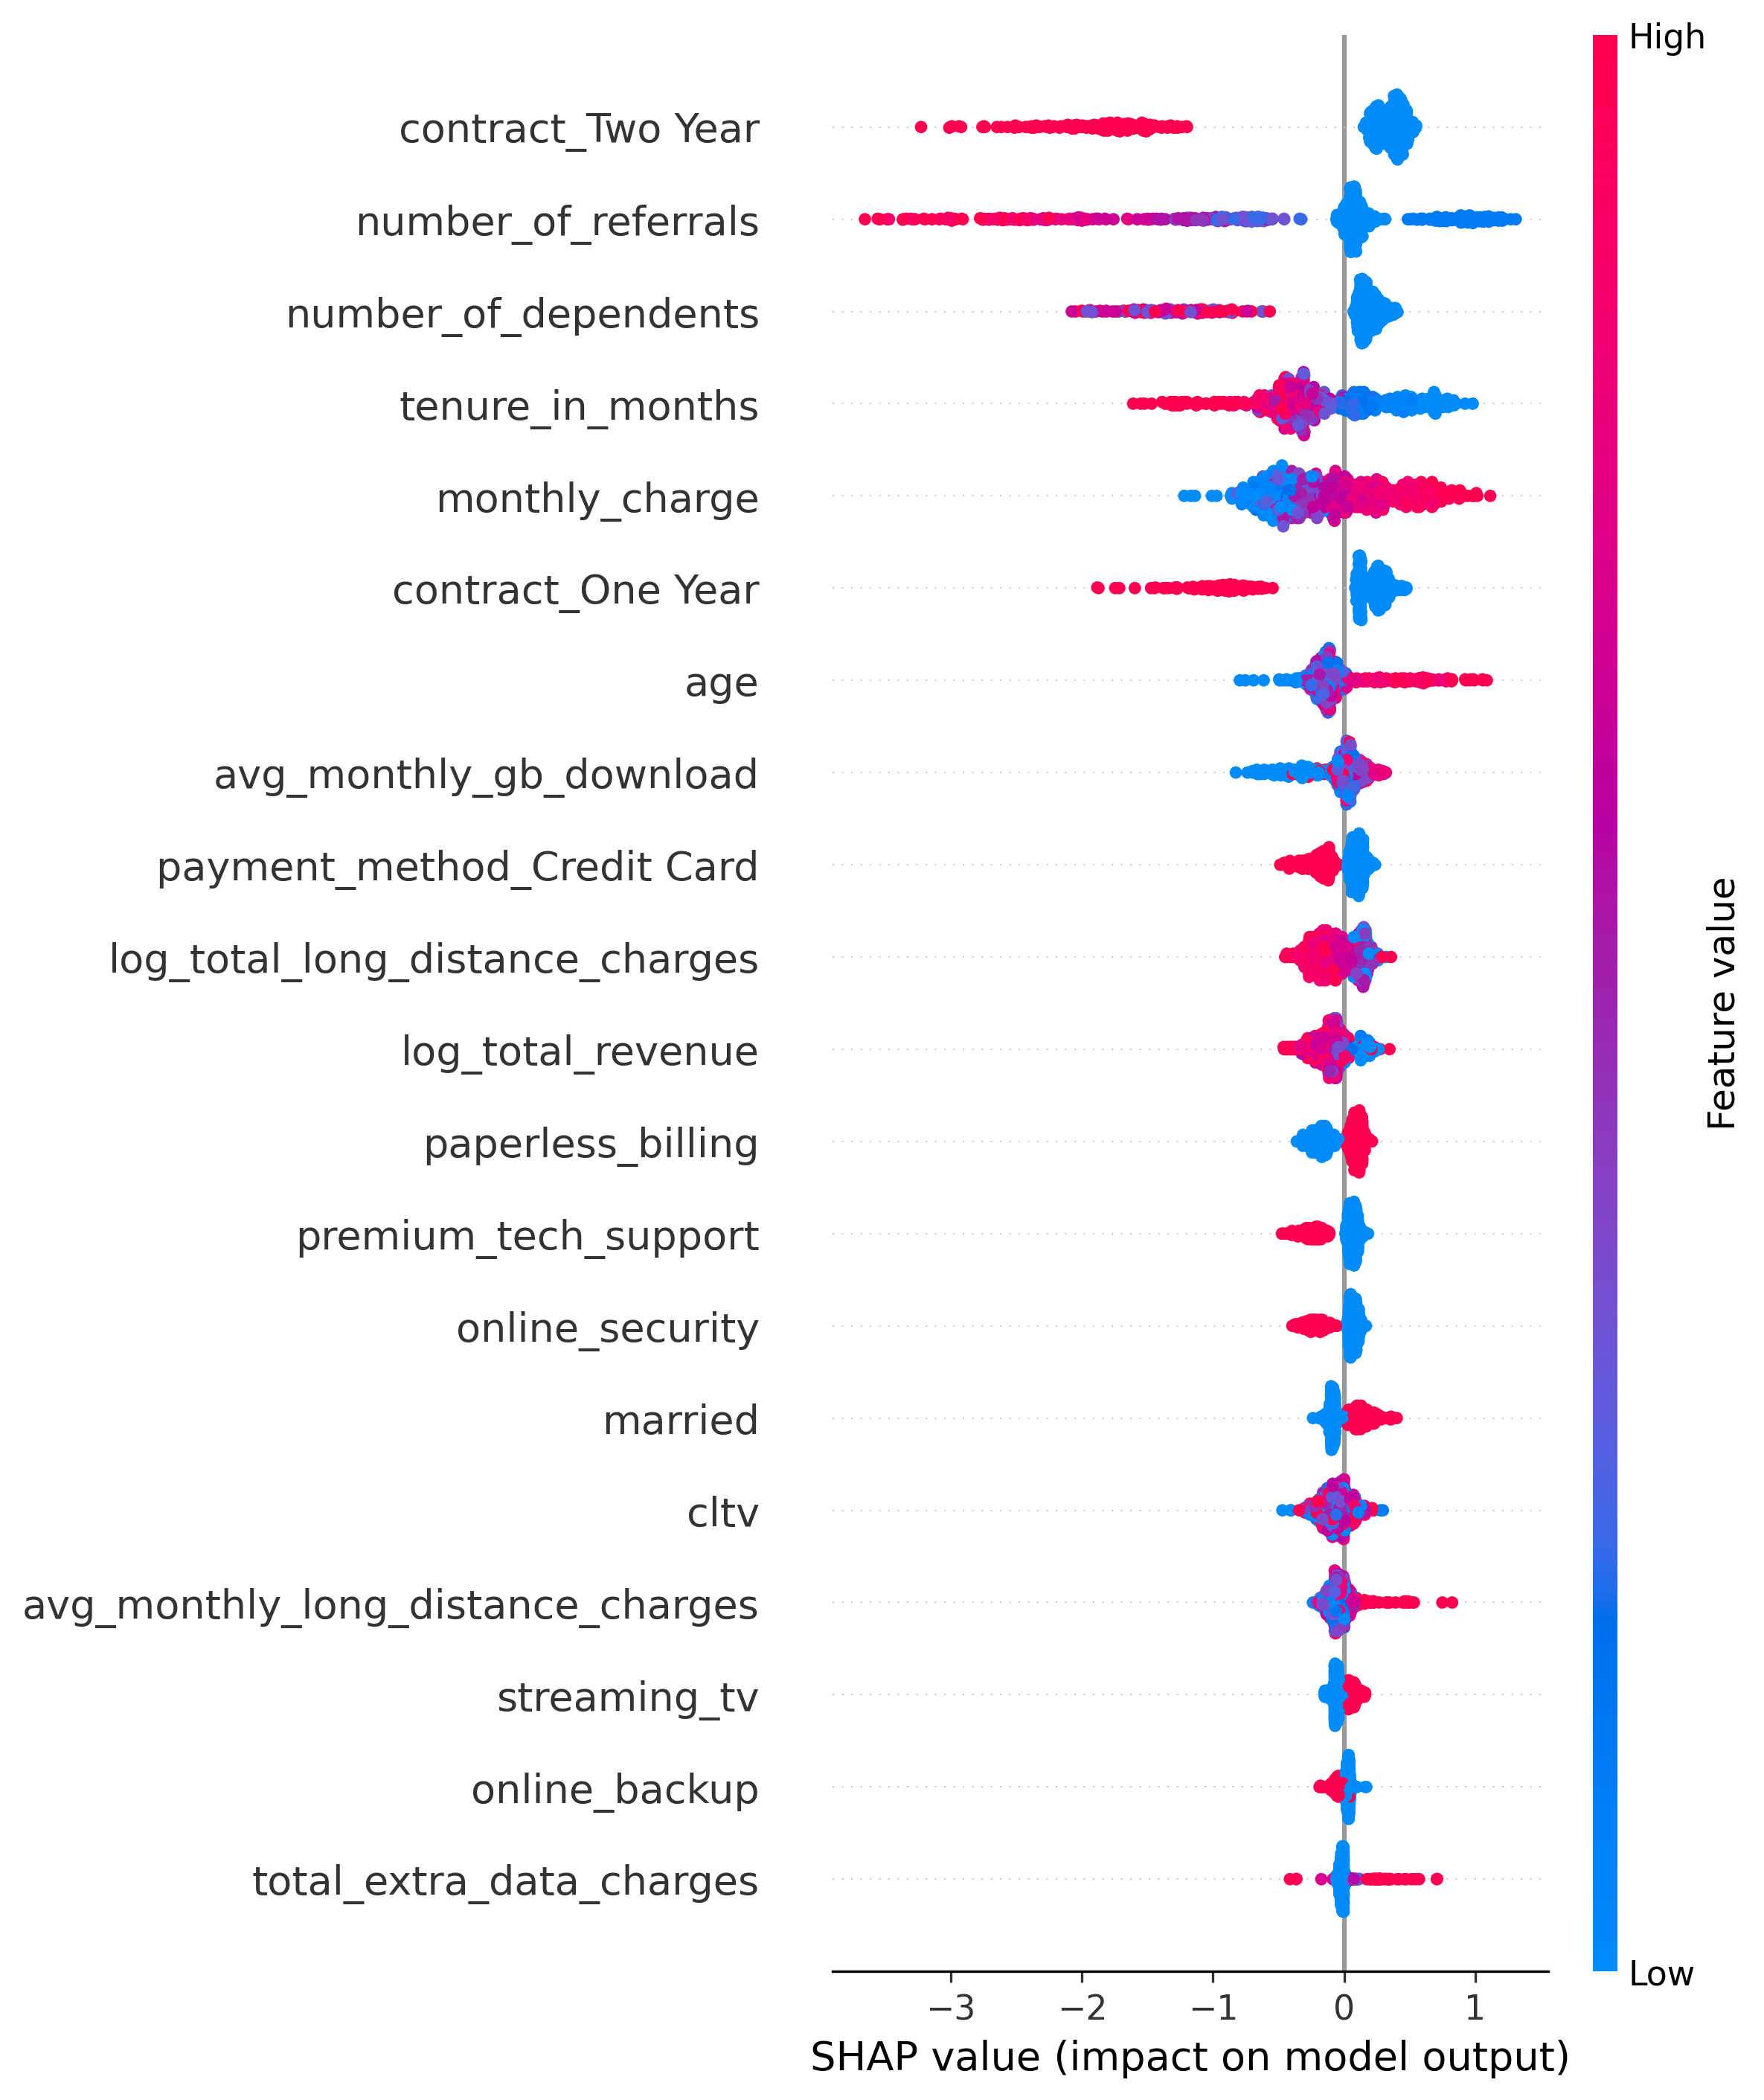 High
contract_Two Year
number_of_referrals
number_of_dependents
tenure_in_months
monthly_charge
contract_One Year
age
avg_monthly_gb_download
payment_method_Credit Card
log_total_long_distance_charges
log_total_revenue
paperless_billing
premium_tech_support
online_security
married
cltv
avg_monthly_long_distance_charges
streaming_tv
online_backup
total_extra_data_charges
Feature value
Low
−3 −2 −1 0 1
SHAP value (impact on model output)